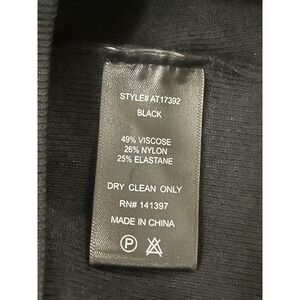 STYLE# AT17392
BLACK
49% VISCOSE
26% NYLON
25% ELASTANE
DRY CLEAN ONLY
RN# 141397
MADE IN CHINA
P